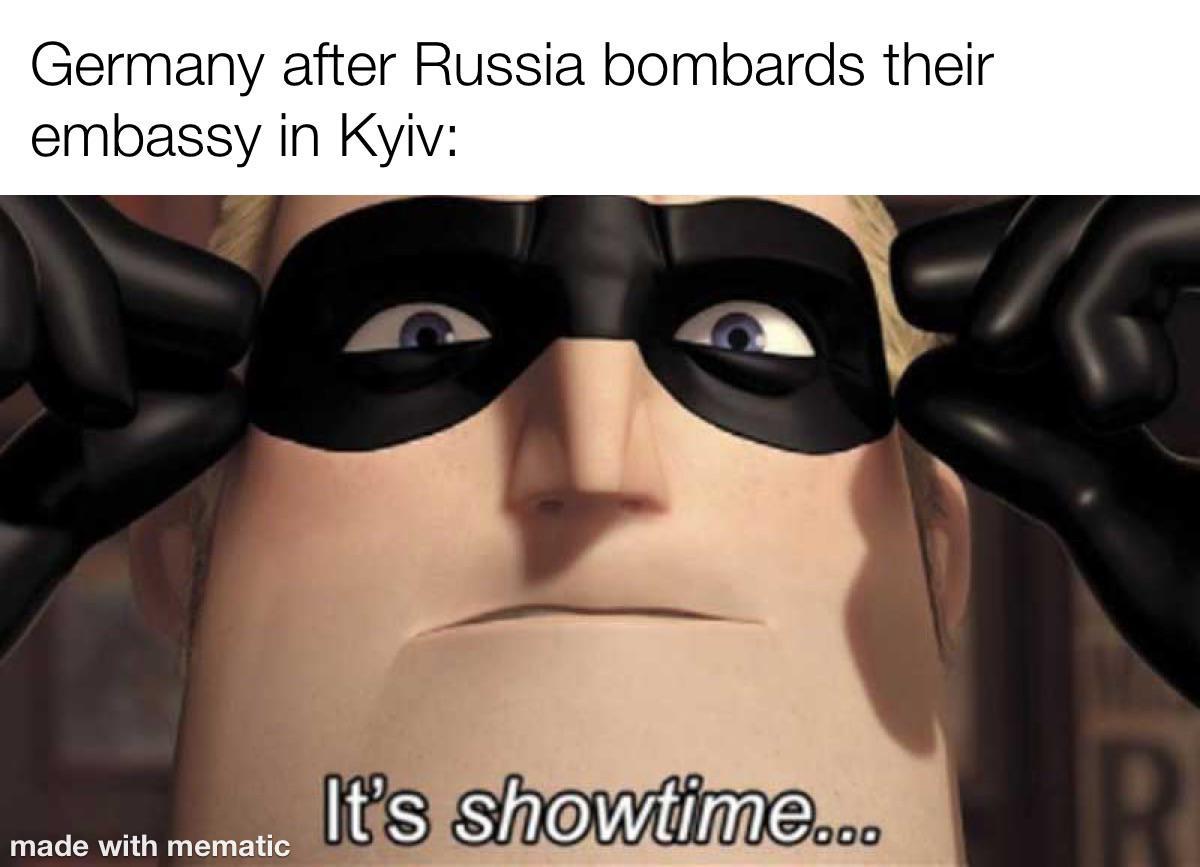 Germany after Russia bombards their
embassy in Kyiv:
It's showtime...
made with mematic
R